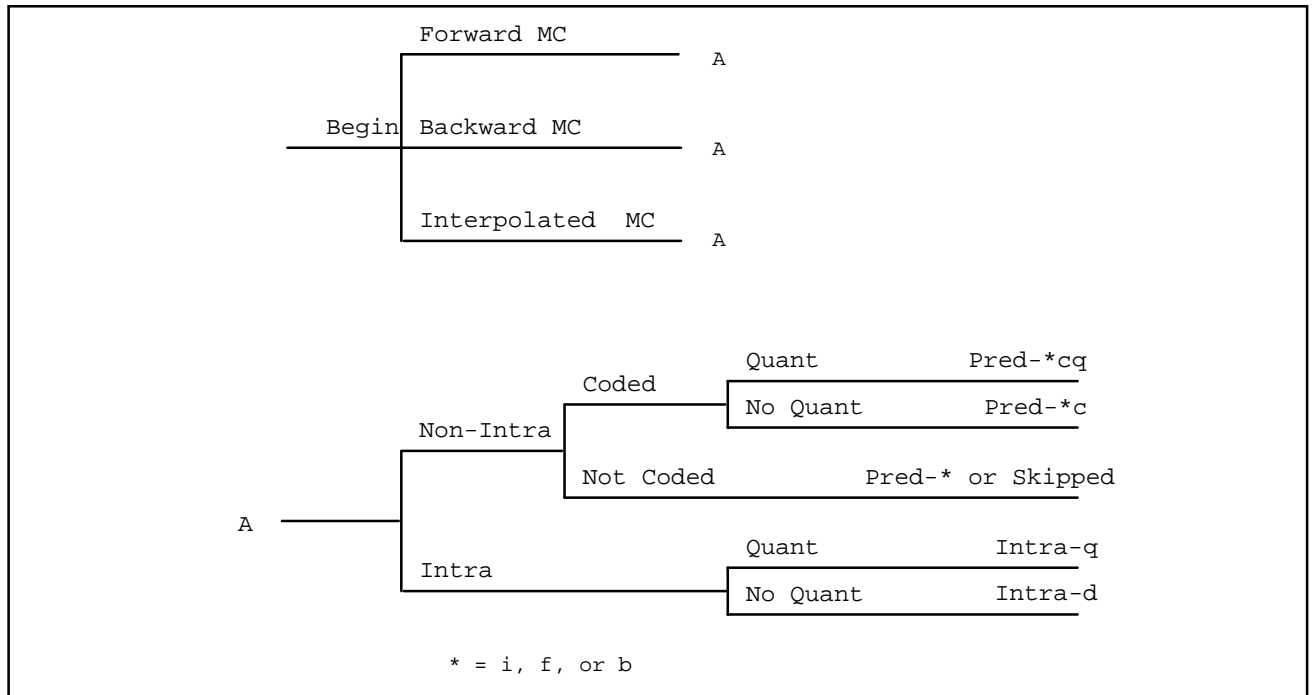 Forward MC
A
Begin Backward MC
A
Interpolated MC
A
Quant Pred-*cq
Coded
No Quant Pred-*c
Non-Intra
Not Coded Pred-* or Skipped
A
Quant Intra-q
Intra
No Quant Intra-d
* = i, f, or b